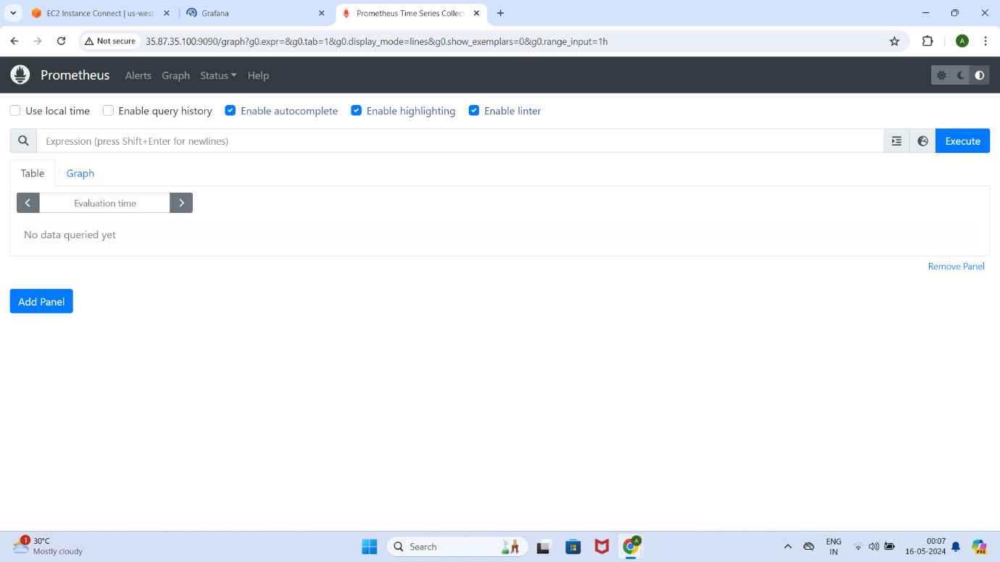 EC2 Instance Connect | us-west
Grafana
Prometheus Time Series Collect
Not secure
35.87.35.100:9090/graph?g0.expr=&g0.tab=1&g0.display_mode=lines&g0.show_exemplars=0&g0.range_input=1h
A
Prometheus Alerts Graph Status Help
Use local time Enable query history Enable autocomplete Enable highlighting Enable linter
Expression (press Shift+Enter for newlines)
Execute
Table Graph
Evaluation time
No data queried yet
Remove Panel
Add Panel
1
30°C
Mostly cloudy
Search
A
ENG
IN
00:07
16-05-2024
PRE